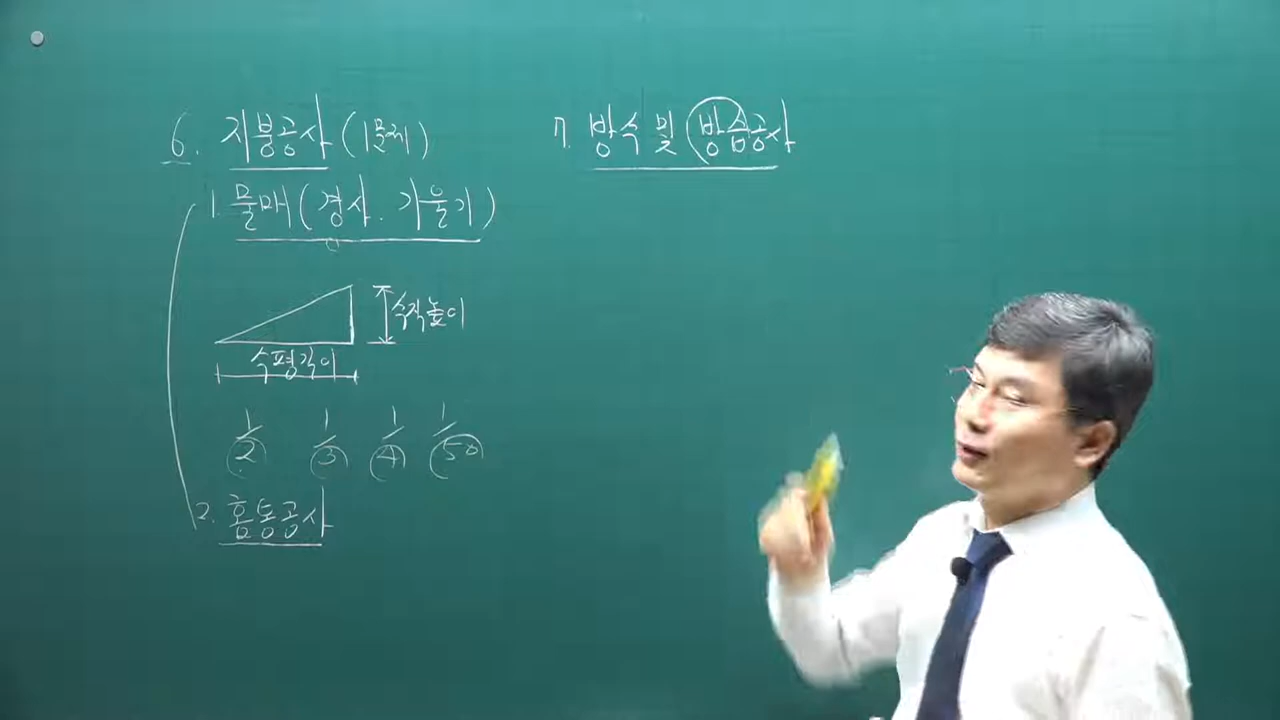 6. 지붕공사 (1문제)
1. 물매 (경사. 기울기)
수직높이
수평길이
1/2 1/3 1/4 1/50
2. 홈통공사
7. 방수 및 방습공사